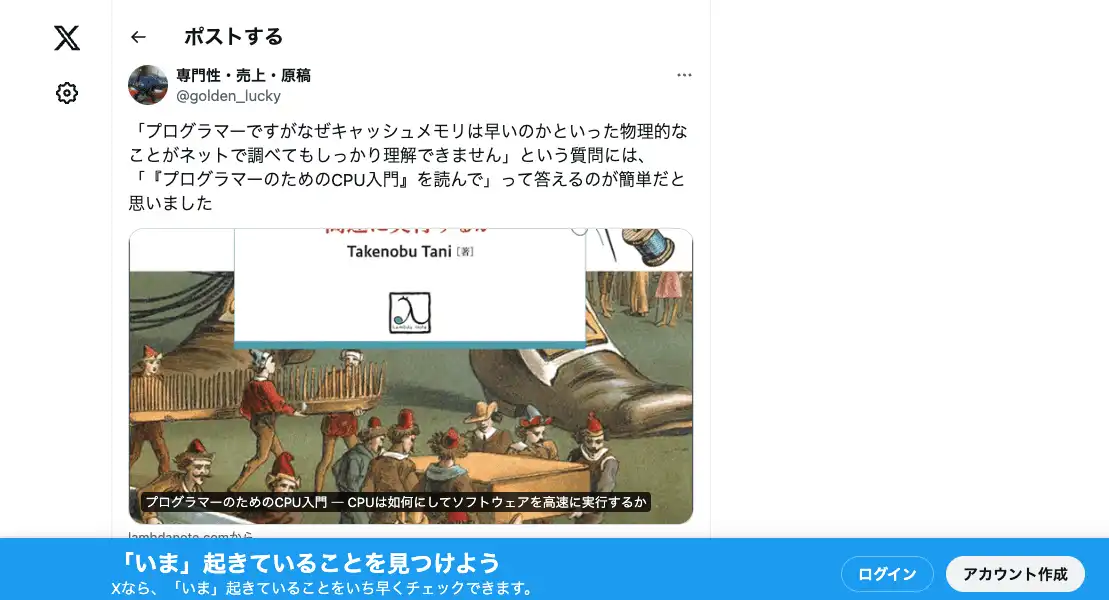 ポストする
専門性・売上・原稿
@golden_lucky
「プログラマーですがなぜキャッシュメモリは早いのかといった物理的な
ことがネットで調べてもしっかり理解できません」という質問には、
「『プログラマーのためのCPU入門』を読んで」って答えるのが簡単だと
思いました
Takenobu Tani [著]
プログラマーのためのCPU入門 — CPUは如何にしてソフトウェアを高速に実行するか
lambdanote.comから
「いま」起きていることを見つけよう
Xなら、「いま」起きていることをいち早くチェックできます。
ログイン
アカウント作成